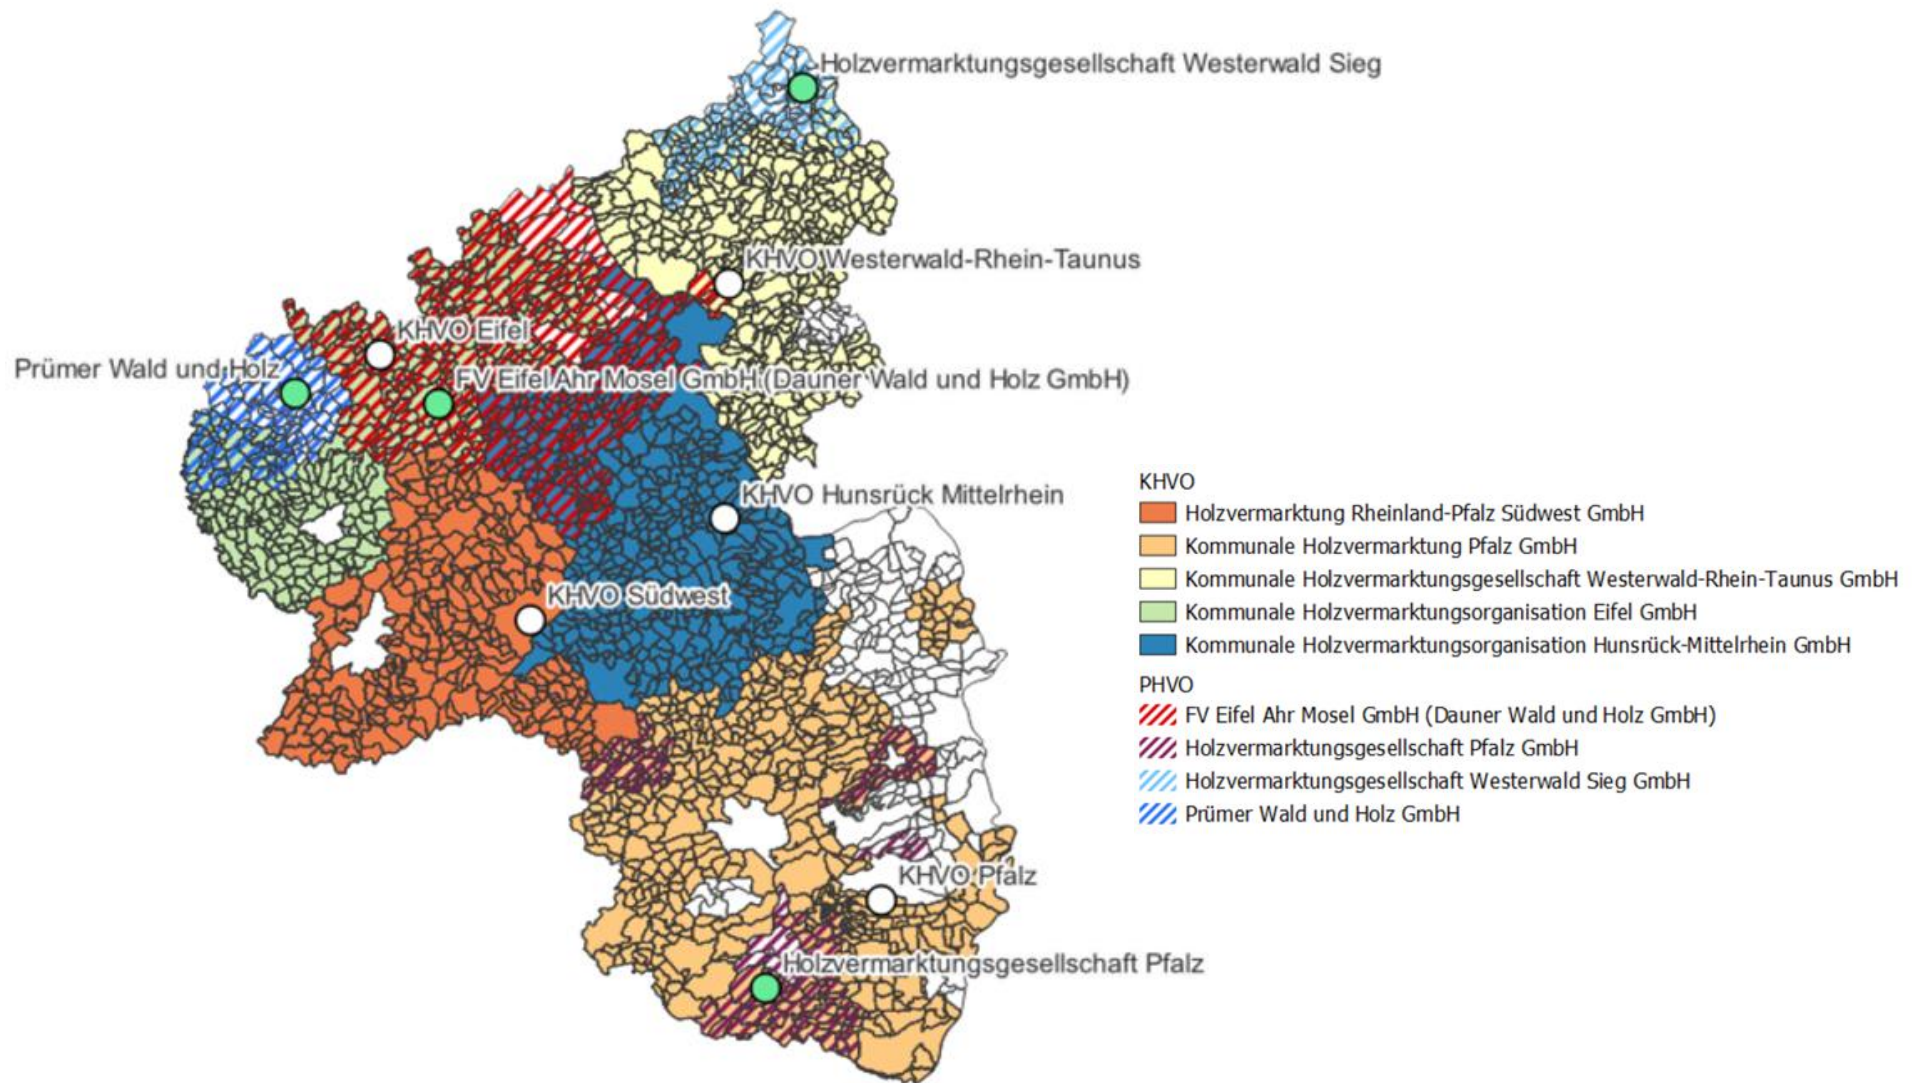 Holzvermarktungsgesellschaft Westerwald Sieg
KHVO Westerwald-Rhein-Taunus
KHVO Eifel
Prümer Wald und Holz
FV Eifel Ahr Mosel GmbH (Dauner Wald und Holz GmbH)
KHVO Hunsrück Mittelrhein
KHVO Südwest
KHVO Pfalz
Holzvermarktungsgesellschaft Pfalz
KHVO
Holzvermarktung Rheinland-Pfalz Südwest GmbH
Kommunale Holzvermarktung Pfalz GmbH
Kommunale Holzvermarktungsgesellschaft Westerwald-Rhein-Taunus GmbH
Kommunale Holzvermarktungsorganisation Eifel GmbH
Kommunale Holzvermarktungsorganisation Hunsrück-Mittelrhein GmbH
PHVO
FV Eifel Ahr Mosel GmbH (Dauner Wald und Holz GmbH)
Holzvermarktungsgesellschaft Pfalz GmbH
Holzvermarktungsgesellschaft Westerwald Sieg GmbH
Prümer Wald und Holz GmbH